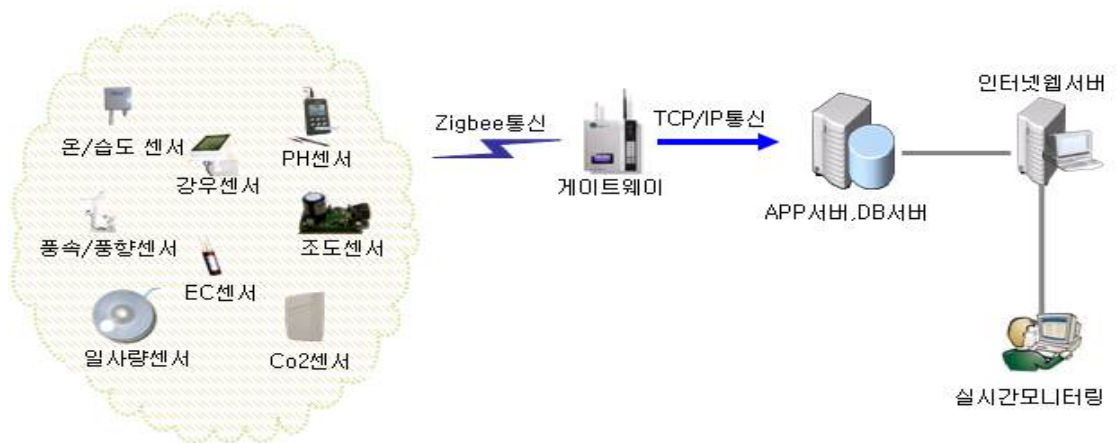 온/습도 센서
PH센서
강우센서
풍속/풍향센서
조도센서
EC센서
일사량센서
Co2센서
Zigbee통신
게이트웨이
TCP/IP통신
APP서버,DB서버
인터넷웹서버
실시간모니터링